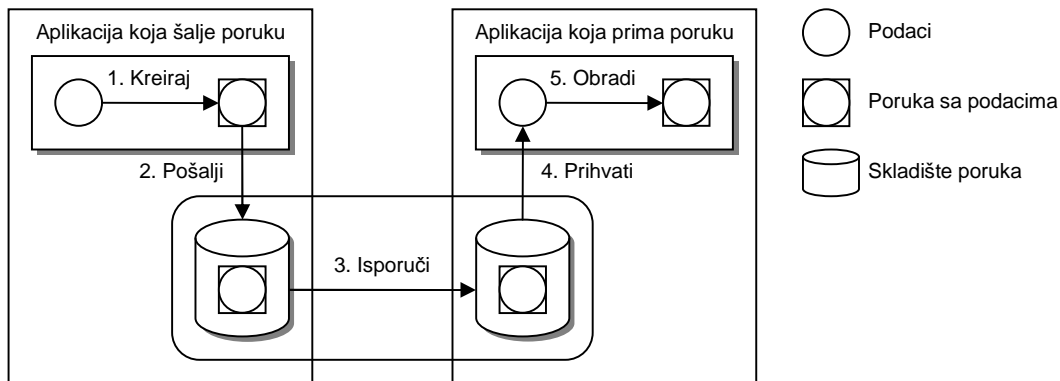 Aplikacija koja šalje poruku
1. Kreiraj
2. Pošalji
3. Isporuči
Aplikacija koja prima poruku
5. Obradi
4. Prihvati
Podaci
Poruka sa podacima
Skladište poruka